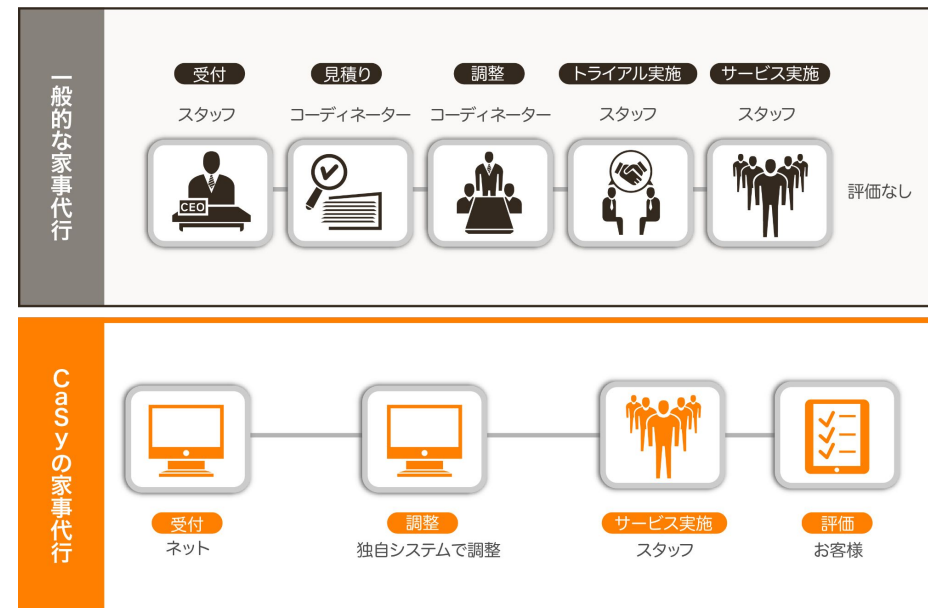 一般的な家事代行
受付 見積り 調整 トライアル実施 サービス実施
スタッフ コーディネーター コーディネーター スタッフ スタッフ
CEO
評価なし
CaSyの家事代行
受付 調整 サービス実施 評価
ネット 独自システムで調整 スタッフ お客様